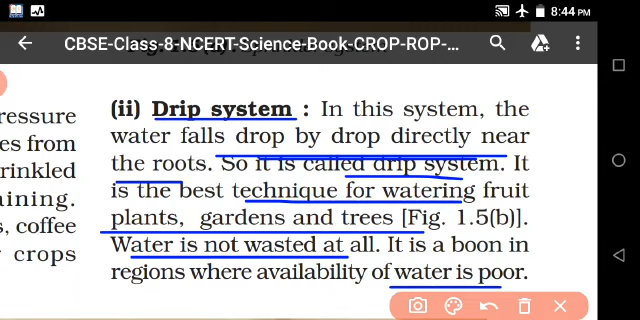 8:44 PM
CBSE-Class-8-NCERT-Science-Book-CROP-ROP-...
(ii) Drip system : In this system, the
water falls drop by drop directly near
the roots. So it is called drip system. It
is the best technique for watering fruit
plants, gardens and trees [Fig. 1.5(b)].
Water is not wasted at all. It is a boon in
regions where availability of water is poor.
ressure
es from
rinkled
ining.
s, coffee
crops